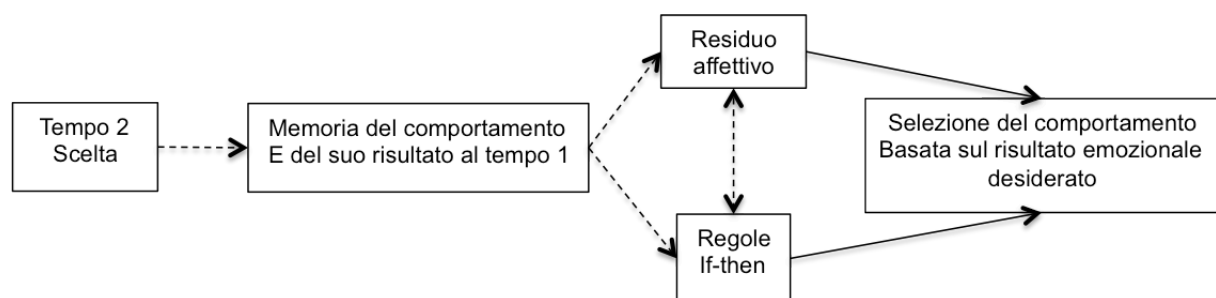 Tempo 2
Scelta
Memoria del comportamento
E del suo risultato al tempo 1
Residuo
affettivo
Regole
If-then
Selezione del comportamento
Basata sul risultato emozionale
desiderato